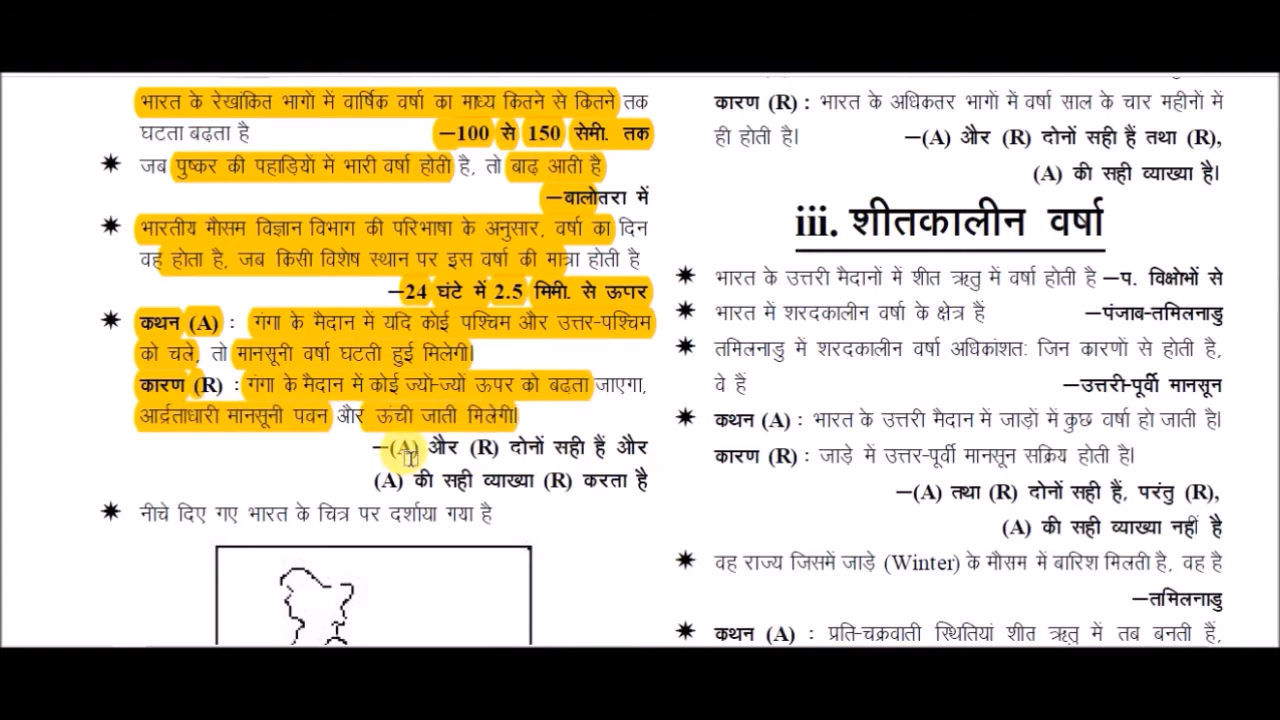 भारत के रेखांकित भागों में वार्षिक वर्षा का माध्य कितने से कितने तक
घटता बढ़ता है –100 से 150 सेमी. तक
✷ जब पुष्कर की पहाड़ियों में भारी वर्षा होती है, तो बाढ़ आती है
–बालोतरा में
✷ भारतीय मौसम विज्ञान विभाग की परिभाषा के अनुसार, वर्षा का दिन
वह होता है, जब किसी विशेष स्थान पर इस वर्षा की मात्रा होती है
–24 घंटे में 2.5 मिमी. से ऊपर
✷ कथन (A) : गंगा के मैदान में यदि कोई पश्चिम और उत्तर-पश्चिम
को चले, तो मानसूनी वर्षा घटती हुई मिलेगी।
कारण (R) : गंगा के मैदान में कोई ज्यों-ज्यों ऊपर को बढ़ता जाएगा,
आर्द्रताधारी मानसूनी पवन और ऊंची जाती मिलेगी।
–(A) और (R) दोनों सही हैं और
(A) की सही व्याख्या (R) करता है
✷ नीचे दिए गए भारत के चित्र पर दर्शाया गया है
कारण (R) : भारत के अधिकतर भागों में वर्षा साल के चार महीनों में
ही होती है। –(A) और (R) दोनों सही हैं तथा (R),
(A) की सही व्याख्या है।
iii. शीतकालीन वर्षा
✷ भारत के उत्तरी मैदानों में शीत ऋतु में वर्षा होती है –प. विक्षोभों से
✷ भारत में शरदकालीन वर्षा के क्षेत्र हैं –पंजाब-तमिलनाडु
✷ तमिलनाडु में शरदकालीन वर्षा अधिकांशत: जिन कारणों से होती है,
वे हैं –उत्तरी-पूर्वी मानसून
✷ कथन (A) : भारत के उत्तरी मैदान में जाड़ों में कुछ वर्षा हो जाती है।
कारण (R) : जाड़े में उत्तर-पूर्वी मानसून सक्रिय होती है।
–(A) तथा (R) दोनों सही हैं, परंतु (R),
(A) की सही व्याख्या नहीं है
✷ वह राज्य जिसमें जाड़े (Winter) के मौसम में बारिश मिलती है, वह है
–तमिलनाडु
✷ कथन (A) : प्रति-चक्रवाती स्थितियां शीत ऋतु में तब बनती हैं,